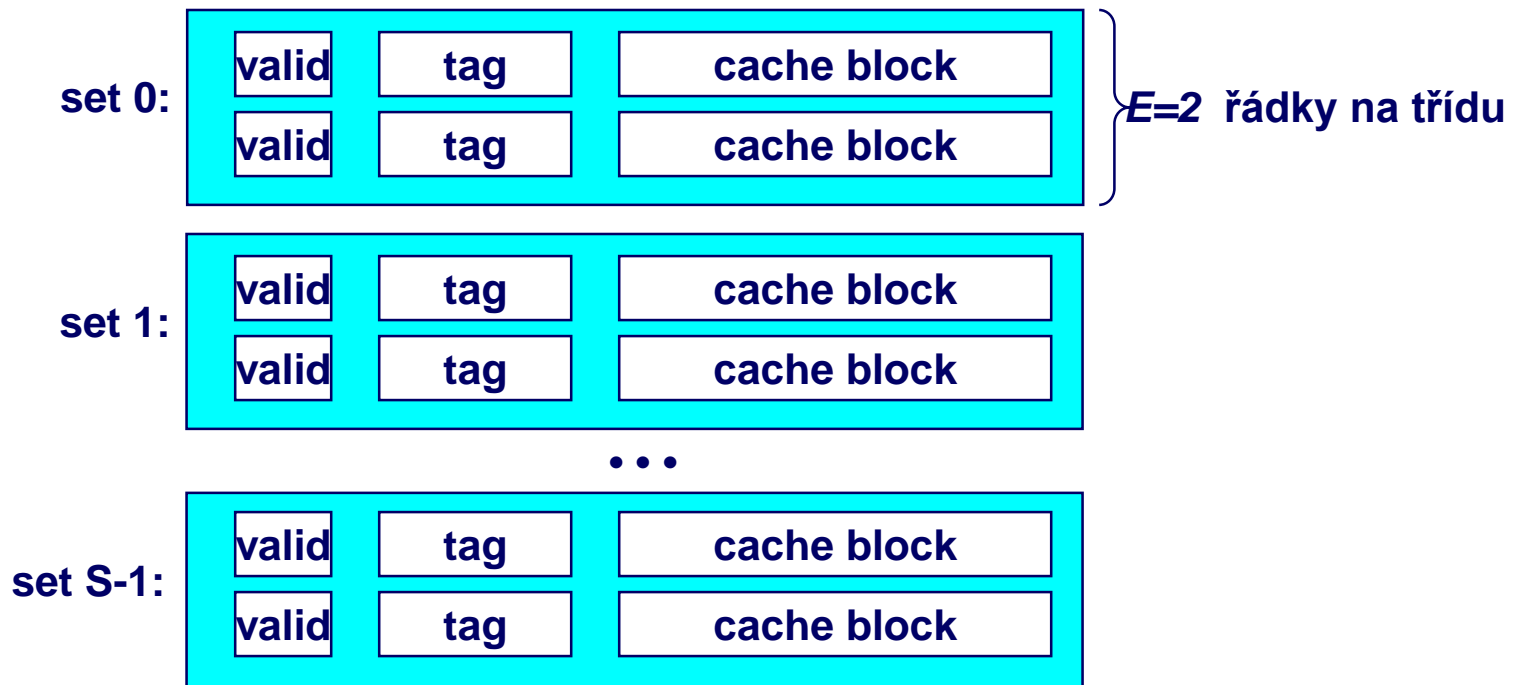 valid tag cache block
set 0: E=2 řádky na třídu
valid tag cache block
valid tag cache block
set 1:
valid tag cache block
• • •
valid tag cache block
set S-1:
valid tag cache block